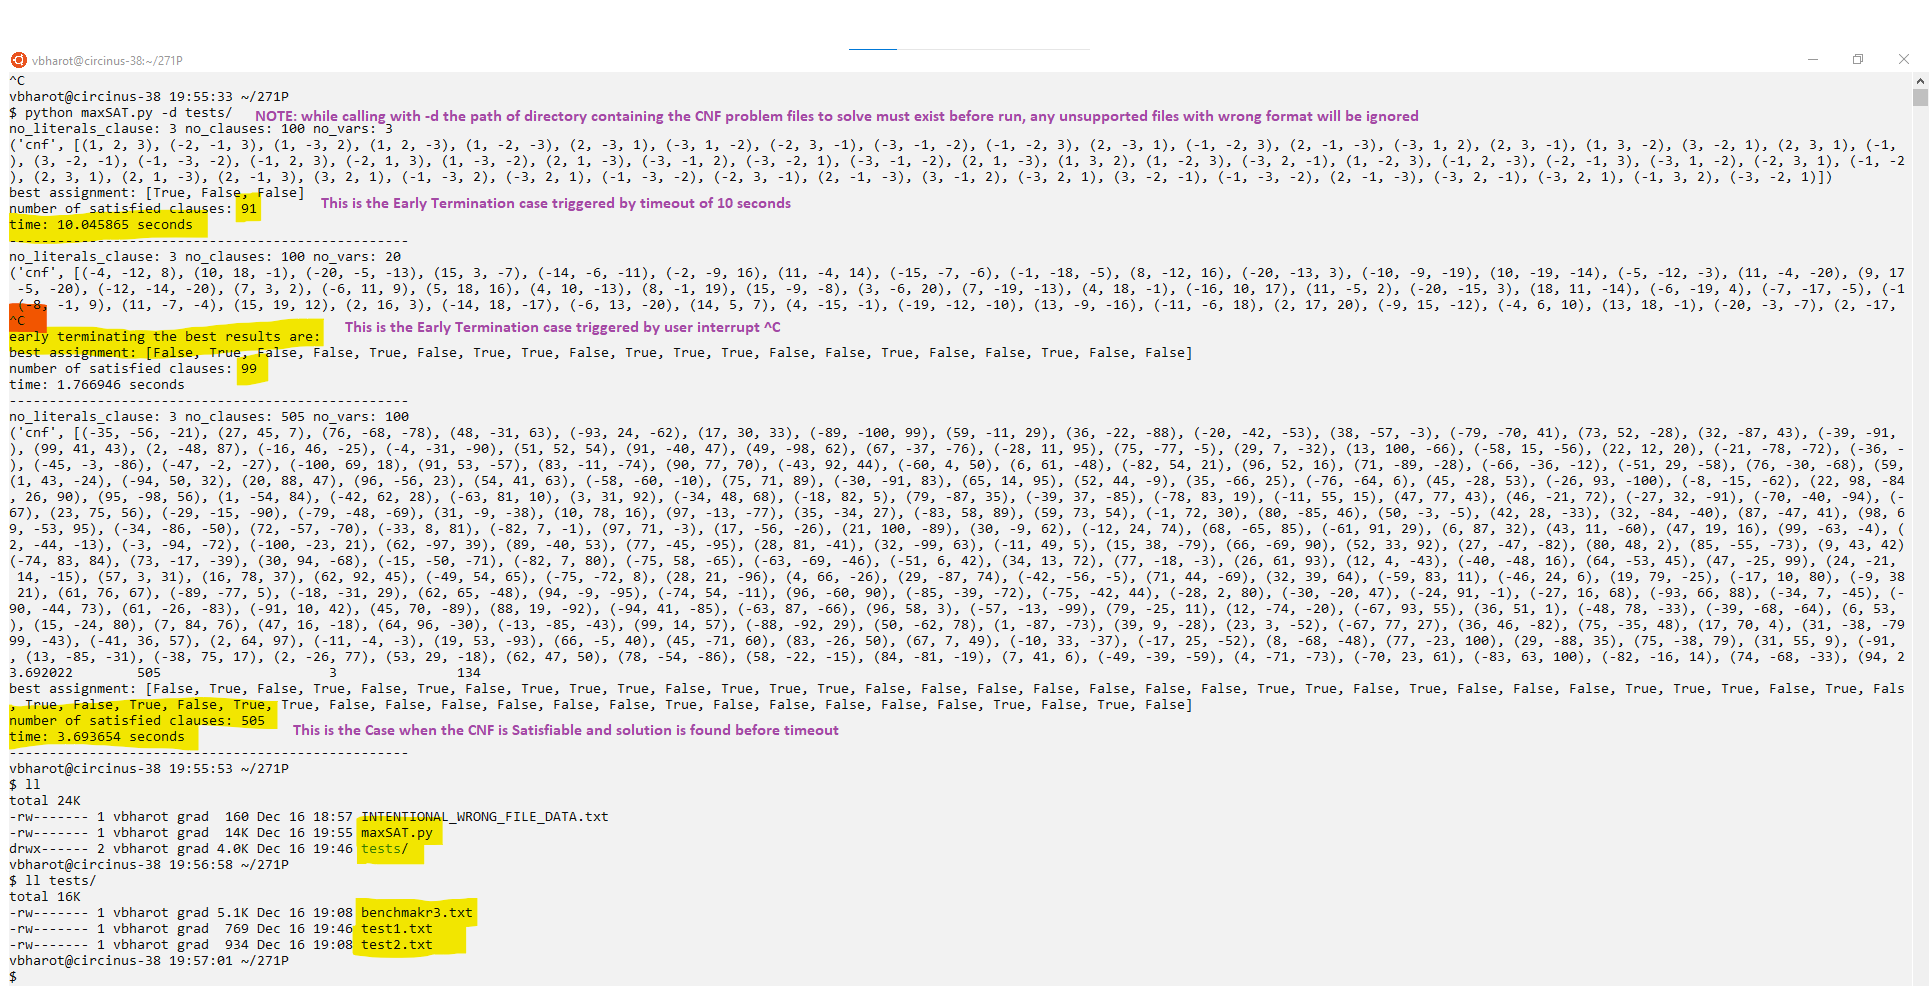 vbharot@circinus-38:~/271P
^C
vbharot@circinus-38 19:55:33 ~/271P
$ python maxSAT.py -d tests/ NOTE: while calling with -d the path of directory containing the CNF problem files to solve must exist before run, any unsupported files with wrong format will be ignored
no_literals_clause: 3 no_clauses: 100 no_vars: 3
('cnf', [(1, 2, 3), (-2, -1, 3), (1, -3, 2), (1, 2, -3), (1, -2, -3), (2, -3, 1), (-3, 1, -2), (-2, 3, -1), (-3, -1, -2), (-1, -2, 3), (2, -3, 1), (-1, -2, 3), (2, -1, -3), (-3, 1, 2), (2, 3, -1), (1, 3, -2), (2, 3, 1), (-1,
), (3, -2, -1), (-1, -3, -2), (-1, 2, 3), (-2, 1, 3), (1, -3, -2), (2, 1, -3), (-3, -1, 2), (-3, -2, 1), (-3, -1, -2), (2, 1, -3), (1, 3, 2), (1, -2, 3), (-3, -2, -1), (1, -2, 3), (-1, -2, -3), (-2, -1, 3), (-3, -1, 2), (-2, 3, 1), (-1, -2
), (2, 3, 1), (2, 1, -3), (2, -1, 3), (3, 2, 1), (-1, -3, 2), (-3, 2, 1), (-1, -3, -2), (-2, 3, -1), (2, -1, -3), (3, -1, 2), (-3, 2, 1), (3, -2, -1), (-1, -3, -2), (2, -1, -3), (-3, 2, -1), (-3, 2, 1), (-1, 3, 2), (-3, -2, 1)])
best assignment: [True, False, False]
number of satisfied clauses: 91 This is the Early Termination case triggered by timeout of 10 seconds
time: 10.045865 seconds
--------------------------------------------------
no_literals_clause: 3 no_clauses: 100 no_vars: 20
('cnf', [(-4, -12, 8), (10, 18, -1), (-20, -5, -13), (15, 3, -7), (-14, -6, -11), (-2, -9, 16), (11, -4, 14), (-15, -7, -6), (-1, -18, -5), (8, -12, 16), (-20, -13, 3), (-10, -9, -19), (10, -19, -14), (-5, -12, -3), (11, -4, -20), (9, 17
-5, -20), (-12, -14, -20), (7, 3, 2), (-6, 11, 9), (5, 18, 16), (4, 10, -13), (8, -1, 19), (15, -9, -8), (3, -6, 20), (7, -19, -13), (4, 18, -1), (-16, 10, 17), (11, -5, 2), (-20, -15, 3), (18, 11, -14), (-6, -19, 4), (-7, -17, -5), (-1
(-8, -1, 9), (11, -7, -4), (15, 19, 12), (2, 16, 3), (-14, 18, -17), (-6, 13, -20), (14, 5, 7), (4, -15, -1), (-19, -12, -10), (13, -9, -16), (-11, -6, 18), (2, 17, 20), (-9, 15, -12), (-4, 6, 10), (13, 18, -1), (-20, -3, -7), (2, -17,
^C
early terminating the best results are: This is the Early Termination case triggered by user interrupt ^C
best assignment: [False, True, False, False, True, False, True, True, False, True, True, True, False, False, True, False, False, True, False, False]
number of satisfied clauses: 99
time: 1.766946 seconds
--------------------------------------------------
no_literals_clause: 3 no_clauses: 505 no_vars: 100
('cnf', [(-35, -56, -21), (27, 45, 7), (76, -68, -78), (48, -31, 63), (-93, 24, -62), (17, 30, 33), (-89, -100, 99), (59, -11, 29), (36, -22, -88), (-20, -42, -53), (38, -57, -3), (-79, -70, 41), (73, 52, -28), (32, -87, 43), (-39, -91,
), (99, 41, 43), (2, -48, 87), (-16, 46, -25), (-4, -31, -90), (51, 52, 54), (91, -40, 47), (49, -98, 62), (67, -37, -76), (-28, 11, 95), (75, -77, -5), (29, 7, -32), (13, 100, -66), (-58, 15, -56), (22, 12, 20), (-21, -78, -72), (-36, -
), (-45, -3, -86), (-47, -2, -27), (-100, 69, 18), (91, 53, -57), (83, -11, -74), (90, 77, 70), (-43, 92, 44), (-60, 4, 50), (6, 61, -48), (-82, 54, 21), (96, 52, 16), (71, -89, -28), (-66, -36, -12), (-51, 29, -58), (76, -30, -68), (59,
(1, 43, -24), (-94, 50, 32), (20, 88, 47), (96, -56, 23), (54, 41, 63), (-58, -60, -10), (75, 71, 89), (-30, -91, 83), (65, 14, 95), (52, 44, -9), (35, -66, 25), (-76, -64, 6), (45, -28, 53), (-26, 93, -100), (-8, -15, -62), (22, 98, -84
, 26, 90), (95, -98, 56), (1, -54, 84), (-42, 62, 28), (-63, 81, 10), (3, 31, 92), (-34, 48, 68), (-18, 82, 5), (79, -87, 35), (-39, 37, -85), (-78, 83, 19), (-11, 55, 15), (47, 77, 43), (46, -21, 72), (-27, 32, -91), (-70, -40, -94), (-
67), (23, 75, 56), (-29, -15, -90), (-79, -48, -69), (31, -9, -38), (10, 78, 16), (97, -13, -77), (35, -34, 27), (-83, 58, 89), (59, 73, 54), (-1, 72, 30), (80, -85, 46), (50, -3, -5), (42, 28, -33), (32, -84, -40), (87, -47, 41), (98, 6
9, -53, 95), (-34, -86, -50), (72, -57, -70), (-33, 8, 81), (-82, 7, -1), (97, 71, -3), (17, -56, -26), (21, 100, -89), (30, -9, 62), (-12, 24, 74), (68, -65, 85), (-61, 91, 29), (6, 87, 32), (43, 11, -60), (47, 19, 16), (99, -63, -4), (
2, -44, -13), (-3, -94, -72), (-100, -23, 21), (62, -97, 39), (89, -40, 53), (77, -45, -95), (28, 81, -41), (32, -99, 63), (-11, 49, 5), (15, 38, -79), (66, -69, 90), (52, 33, 92), (27, -47, -82), (80, 48, 2), (85, -55, -73), (9, 43, 42)
(-74, 83, 84), (73, -17, -39), (30, 94, -68), (-15, -50, -71), (-82, 7, 80), (-75, 58, -65), (-63, -69, -46), (-51, 6, 42), (34, 13, 72), (77, -18, -3), (26, 61, 93), (12, 4, -43), (-40, -48, 16), (64, -53, 45), (47, -25, 99), (24, -21,
14, -15), (57, 3, 31), (16, 78, 37), (62, 92, 45), (-49, 54, 65), (-75, -72, 8), (28, 21, -96), (4, 66, -26), (29, -87, 74), (-42, -56, -5), (71, 44, -69), (32, 39, 64), (-59, 83, 11), (-46, 24, 6), (19, 79, -25), (-17, 10, 80), (-9, 38
21), (61, 76, 67), (-89, -77, 5), (-18, -31, 29), (62, 65, -48), (94, -9, -95), (-74, 54, -11), (96, -60, 90), (-85, -39, -72), (-75, -42, 44), (-28, 2, 80), (-30, -20, 47), (-24, 91, -1), (-27, 16, 68), (-93, 66, 88), (-34, 7, -45), (-
90, -44, 73), (61, -26, -83), (-91, 10, 42), (45, 70, -89), (88, 19, -92), (-94, 41, -85), (-63, 87, -66), (96, 58, 3), (-57, -13, -99), (79, -25, 11), (12, -74, -20), (-67, 93, 55), (36, 51, 1), (-48, 78, -33), (-39, -68, -64), (6, 53,
), (15, -24, 80), (7, 84, 76), (47, 16, -18), (64, 96, -30), (-13, -85, -43), (99, 14, 57), (-88, -92, 29), (50, -62, 78), (1, -87, -73), (39, 9, -28), (23, 3, -52), (-67, 77, 27), (36, 46, -82), (75, -35, 48), (17, 70, 4), (31, -38, -79
99, -43), (-41, 36, 57), (2, 64, 97), (-11, -4, -3), (19, 53, -93), (66, -5, 40), (45, -71, 60), (83, -26, 50), (67, 7, 49), (-10, 33, -37), (-17, 25, -52), (8, -68, -48), (77, -23, 100), (29, -88, 35), (75, -38, 79), (31, 55, 9), (-91,
, (13, -85, -31), (-38, 75, 17), (2, -26, 77), (53, 29, -18), (62, 47, 50), (78, -54, -86), (58, -22, -15), (84, -81, -19), (7, 41, 6), (-49, -39, -59), (4, -71, -73), (-70, 23, 61), (-83, 63, 100), (-82, -16, 14), (74, -68, -33), (94, 2
3.692022 505 3 134
best assignment: [False, True, False, True, False, True, False, True, True, True, False, True, True, True, False, False, False, False, False, False, False, False, True, True, False, True, False, False, False, False, True, True, True, False, True, Fals
, True, False, True, False, True, True, False, False, False, False, False, False, True, False, False, False, False, False, True, False, True, False]
number of satisfied clauses: 505
time: 3.693654 seconds This is the Case when the CNF is Satisfiable and solution is found before timeout
--------------------------------------------------
vbharot@circinus-38 19:55:53 ~/271P
$ ll
total 24K
-rw------- 1 vbharot grad 160 Dec 16 18:57 INTENTIONAL_WRONG_FILE_DATA.txt
-rw------- 1 vbharot grad 14K Dec 16 19:55 maxSAT.py
drwx------ 2 vbharot grad 4.0K Dec 16 19:46 tests/
vbharot@circinus-38 19:56:58 ~/271P
$ ll tests/
total 16K
-rw------- 1 vbharot grad 5.1K Dec 16 19:08 benchmakr3.txt
-rw------- 1 vbharot grad 769 Dec 16 19:46 test1.txt
-rw------- 1 vbharot grad 934 Dec 16 19:08 test2.txt
vbharot@circinus-38 19:57:01 ~/271P
$